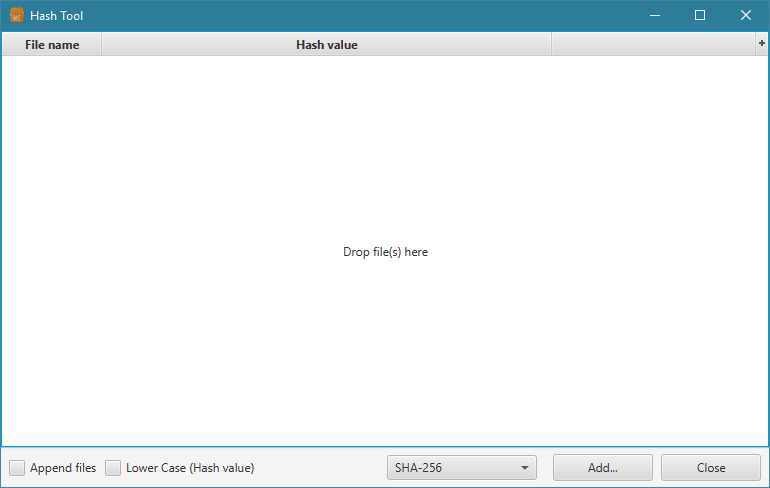 Hash Tool
File name Hash value +
Drop file(s) here
Append files Lower Case (Hash value) SHA-256 Add... Close